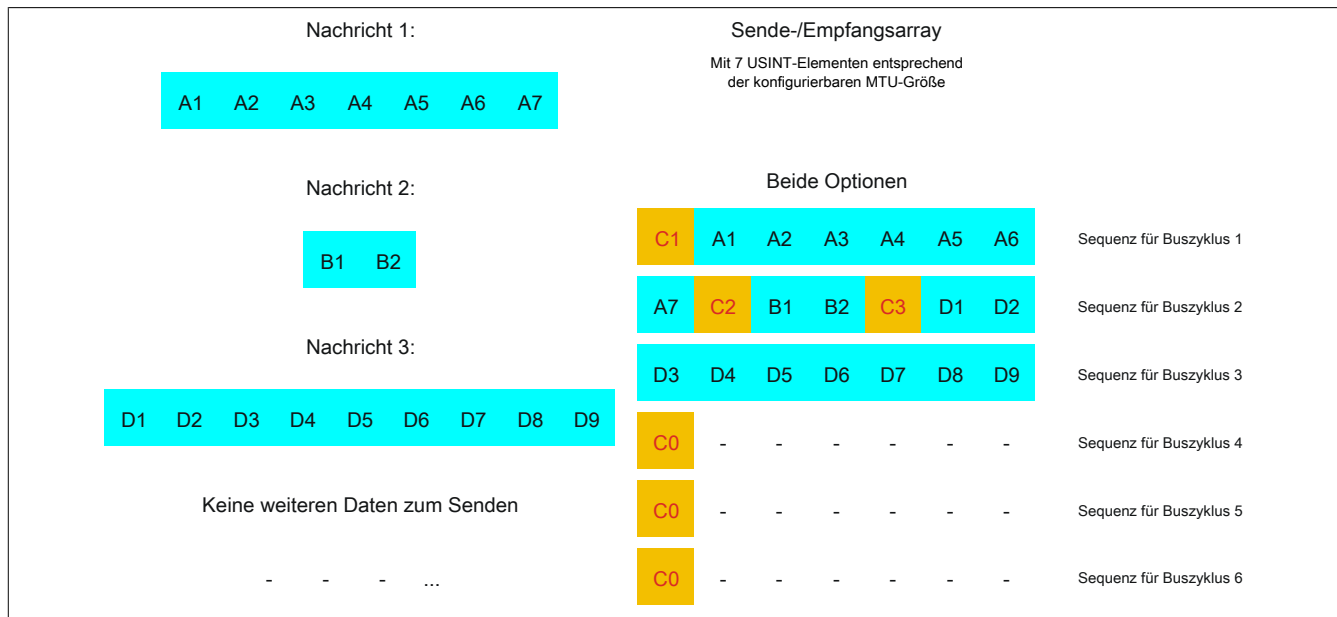 Nachricht 1:
A1 A2 A3 A4 A5 A6 A7
Nachricht 2:
B1 B2
Nachricht 3:
D1 D2 D3 D4 D5 D6 D7 D8 D9
Keine weiteren Daten zum Senden
- - - ...
Sende-/Empfangsarray
Mit 7 USINT-Elementen entsprechend
der konfigurierbaren MTU-Größe
Beide Optionen
C1 A1 A2 A3 A4 A5 A6 Sequenz für Buszyklus 1
A7 C2 B1 B2 C3 D1 D2 Sequenz für Buszyklus 2
D3 D4 D5 D6 D7 D8 D9 Sequenz für Buszyklus 3
C0 - - - - - - Sequenz für Buszyklus 4
C0 - - - - - - Sequenz für Buszyklus 5
C0 - - - - - - Sequenz für Buszyklus 6